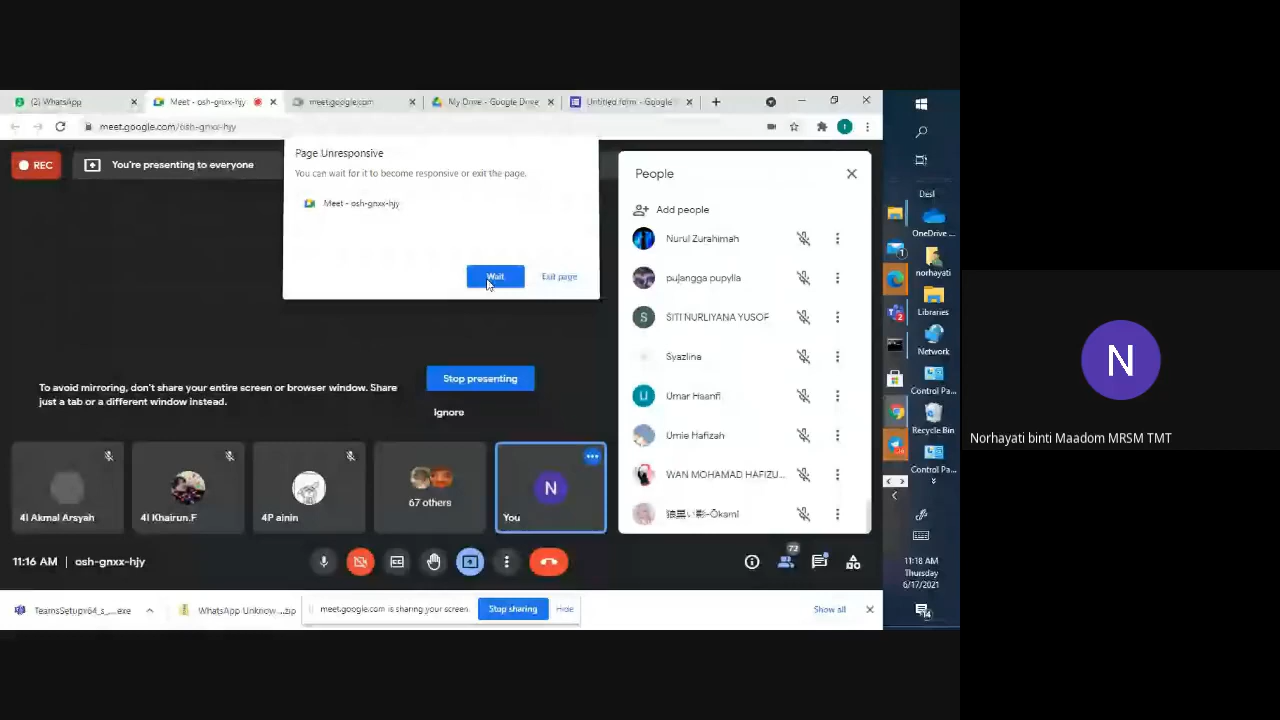 (2) WhatsApp
Meet - osh-gnxx-hjy
meet.google.com
My Drive - Google Drive
Untitled form - Google
meet.google.com/osh-gnxx-hjy
REC
You're presenting to everyone
Page Unresponsive
You can wait for it to become responsive or exit the page.
Meet - osh-gnxx-hjy
Wait
Exit page
To avoid mirroring, don't share your entire screen or browser window. Share
just a tab or a different window instead.
Stop presenting
Ignore
4I Akmal Arsyah
4I Khairun.F
4P ainin
67 others
N
You
11:16 AM | osh-gnxx-hjy
73
People
Add people
Nurul Zurahimah
pujangga pupylia
S
SITI NURLIYANA YUSOF
Syazlina
U
Umar Haanfi
Umie Hafizah
WAN MOHAMAD HAFIZU...
-Ōkami
TeamsSetupv64_s_....exe
WhatsApp Unknow....zip
meet.google.com is sharing your screen.
Stop sharing
Hide
Show all
Desl
OneDrive ...
norhayati
Libraries
Network
Control Pa...
Recycle Bin
Control Pa...
11:18 AM
Thursday
6/17/2021
N
Norhayati binti Maadom MRSM TMT